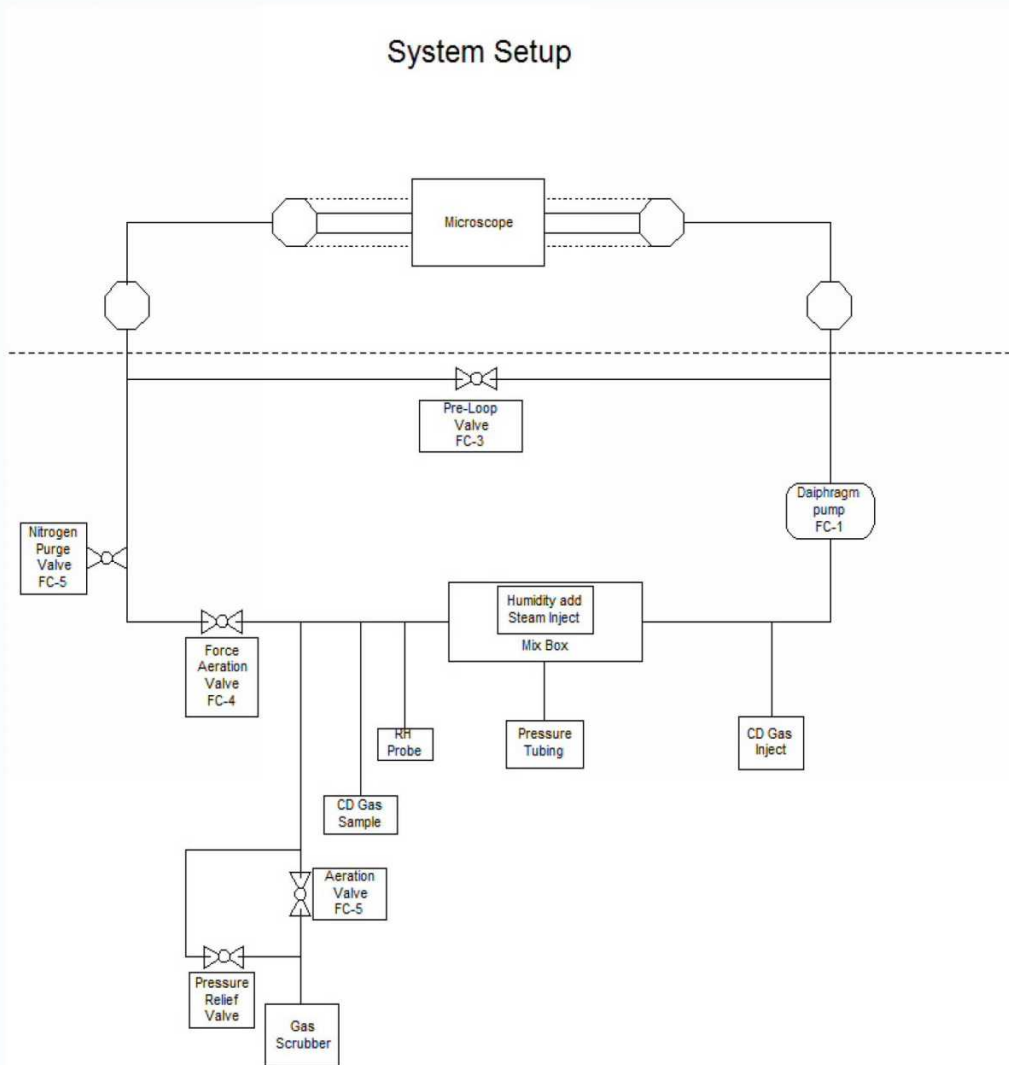 System Setup
Microscope
Pre-Loop
Valve
FC-3
Daiphragm
pump
FC-1
Nitrogen
Purge
Valve
FC-5
Humidity add
Steam Inject
Mix Box
Force
Aeration
Valve
FC-4
RH
Probe
Pressure
Tubing
CD Gas
Inject
CD Gas
Sample
Aeration
Valve
FC-5
Pressure
Relief
Valve
Gas
Scrubber